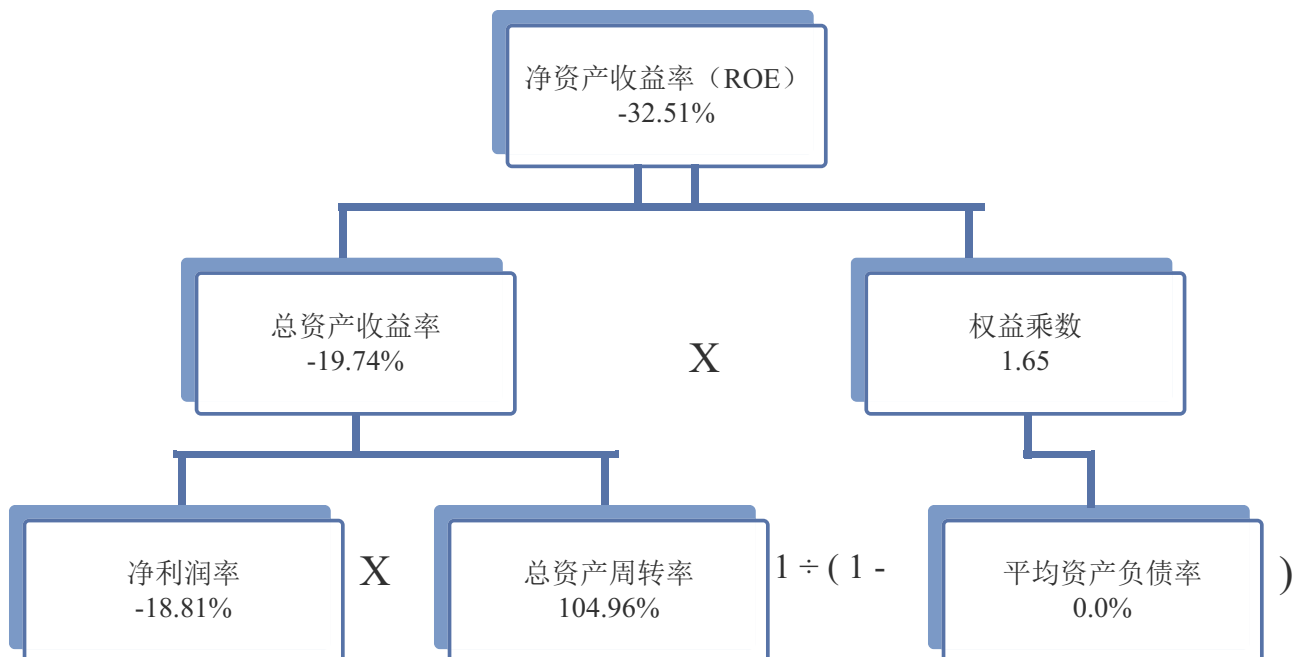 净资产收益率（ROE）
-32.51%
总资产收益率
-19.74%
X
权益乘数
1.65
净利润率
-18.81%
X
总资产周转率
104.96%
1 ÷ ( 1 -
平均资产负债率
0.0%
)